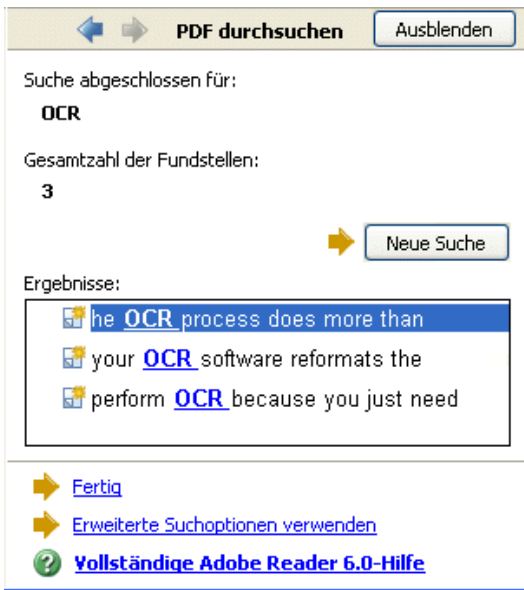 PDF durchsuchen Ausblenden
Suche abgeschlossen für:
OCR
Gesamtzahl der Fundstellen:
3
Neue Suche
Ergebnisse:
he OCR process does more than
your OCR software reformats the
perform OCR because you just need
Fertig
Erweiterte Suchoptionen verwenden
Vollständige Adobe Reader 6.0-Hilfe